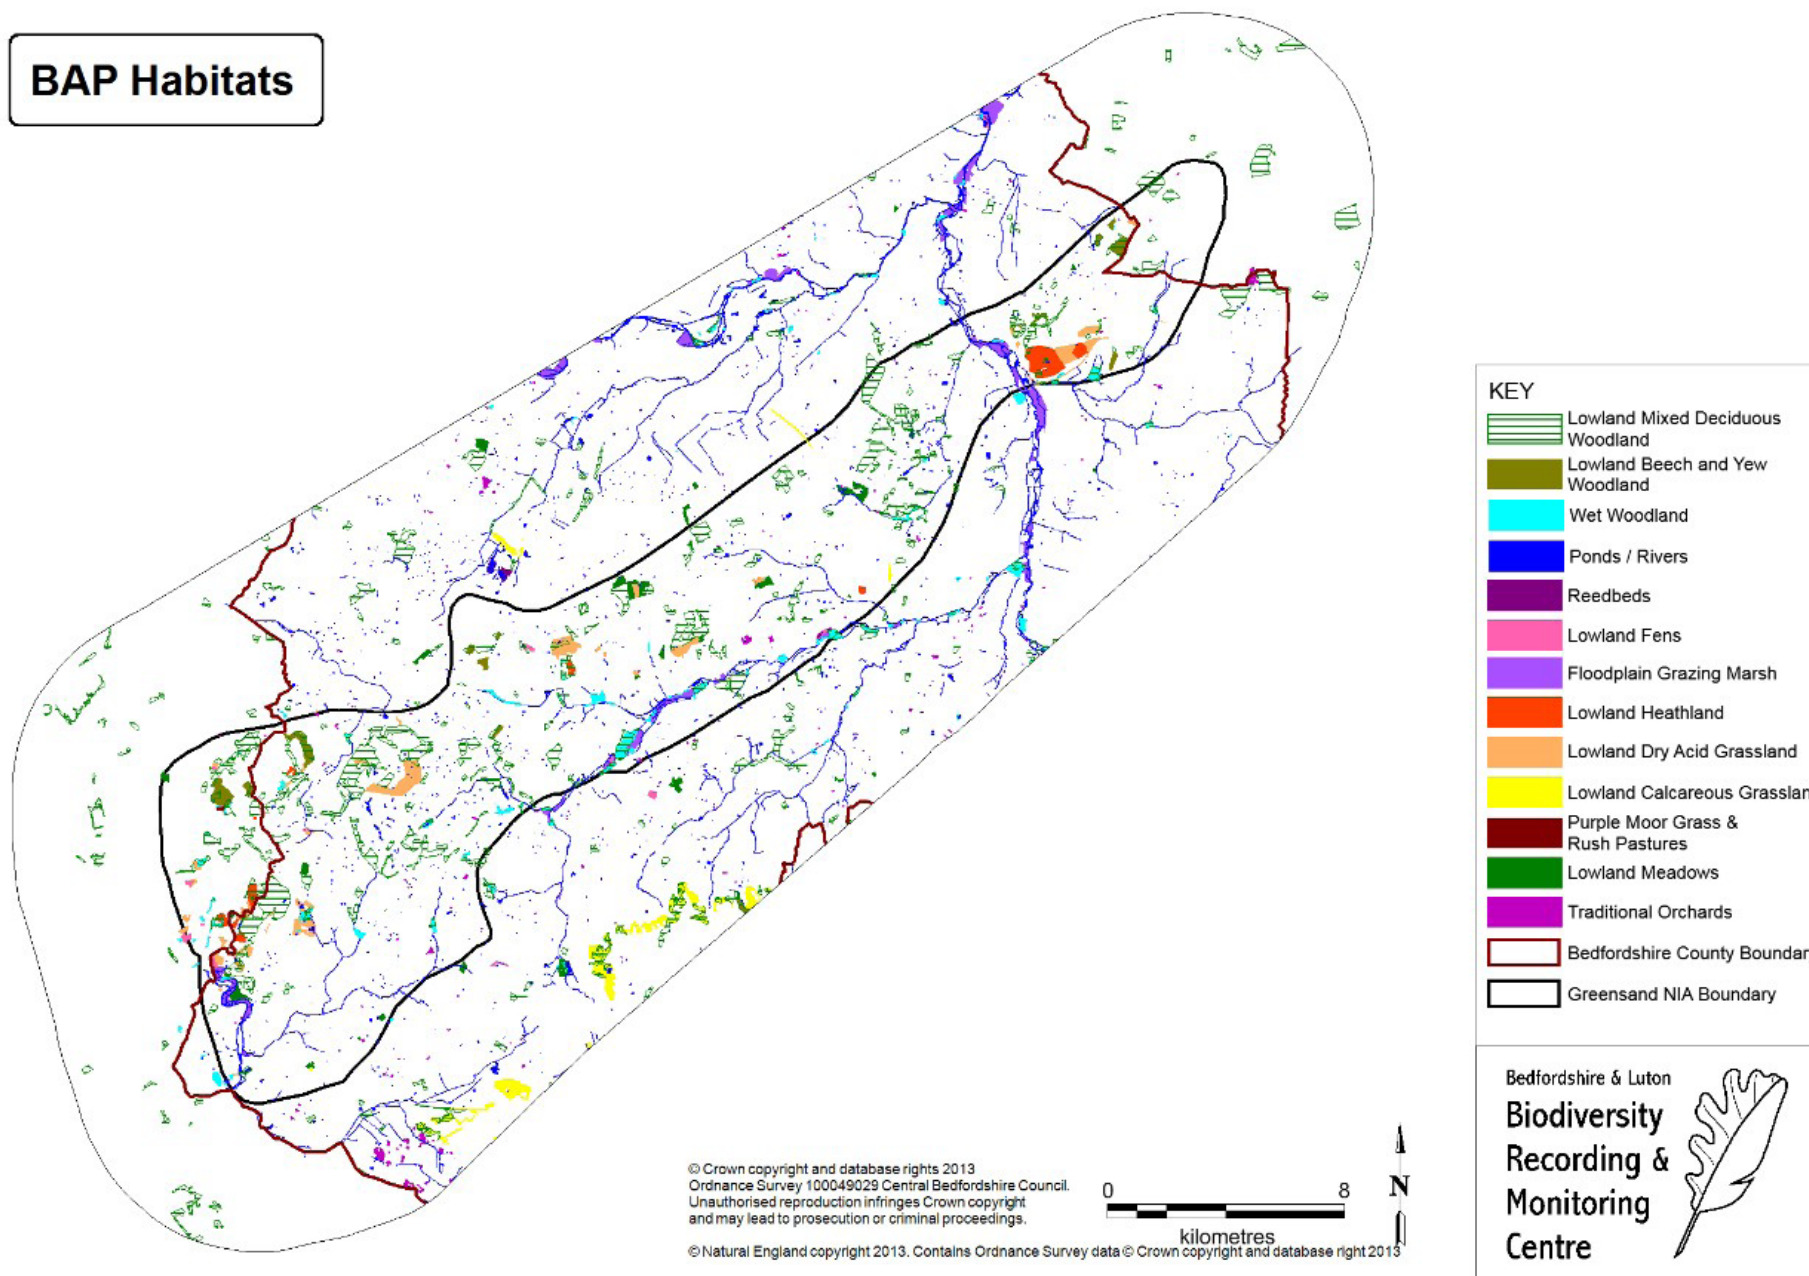 BAP Habitats
KEY
Lowland Mixed Deciduous
Woodland
Lowland Beech and Yew
Woodland
Wet Woodland
Ponds / Rivers
Reedbeds
Lowland Fens
Floodplain Grazing Marsh
Lowland Heathland
Lowland Dry Acid Grassland
Lowland Calcareous Grasslan
Purple Moor Grass &
Rush Pastures
Lowland Meadows
Traditional Orchards
Bedfordshire County Boundar
Greensand NIA Boundary
Bedfordshire & Luton
Biodiversity
Recording &
Monitoring
Centre
© Crown copyright and database rights 2013
Ordnance Survey 100049029 Central Bedfordshire Council.
Unauthorised reproduction infringes Crown copyright
and may lead to prosecution or criminal proceedings.
0 8
kilometres
N
© Natural England copyright 2013. Contains Ordnance Survey data © Crown copyright and database right 2013